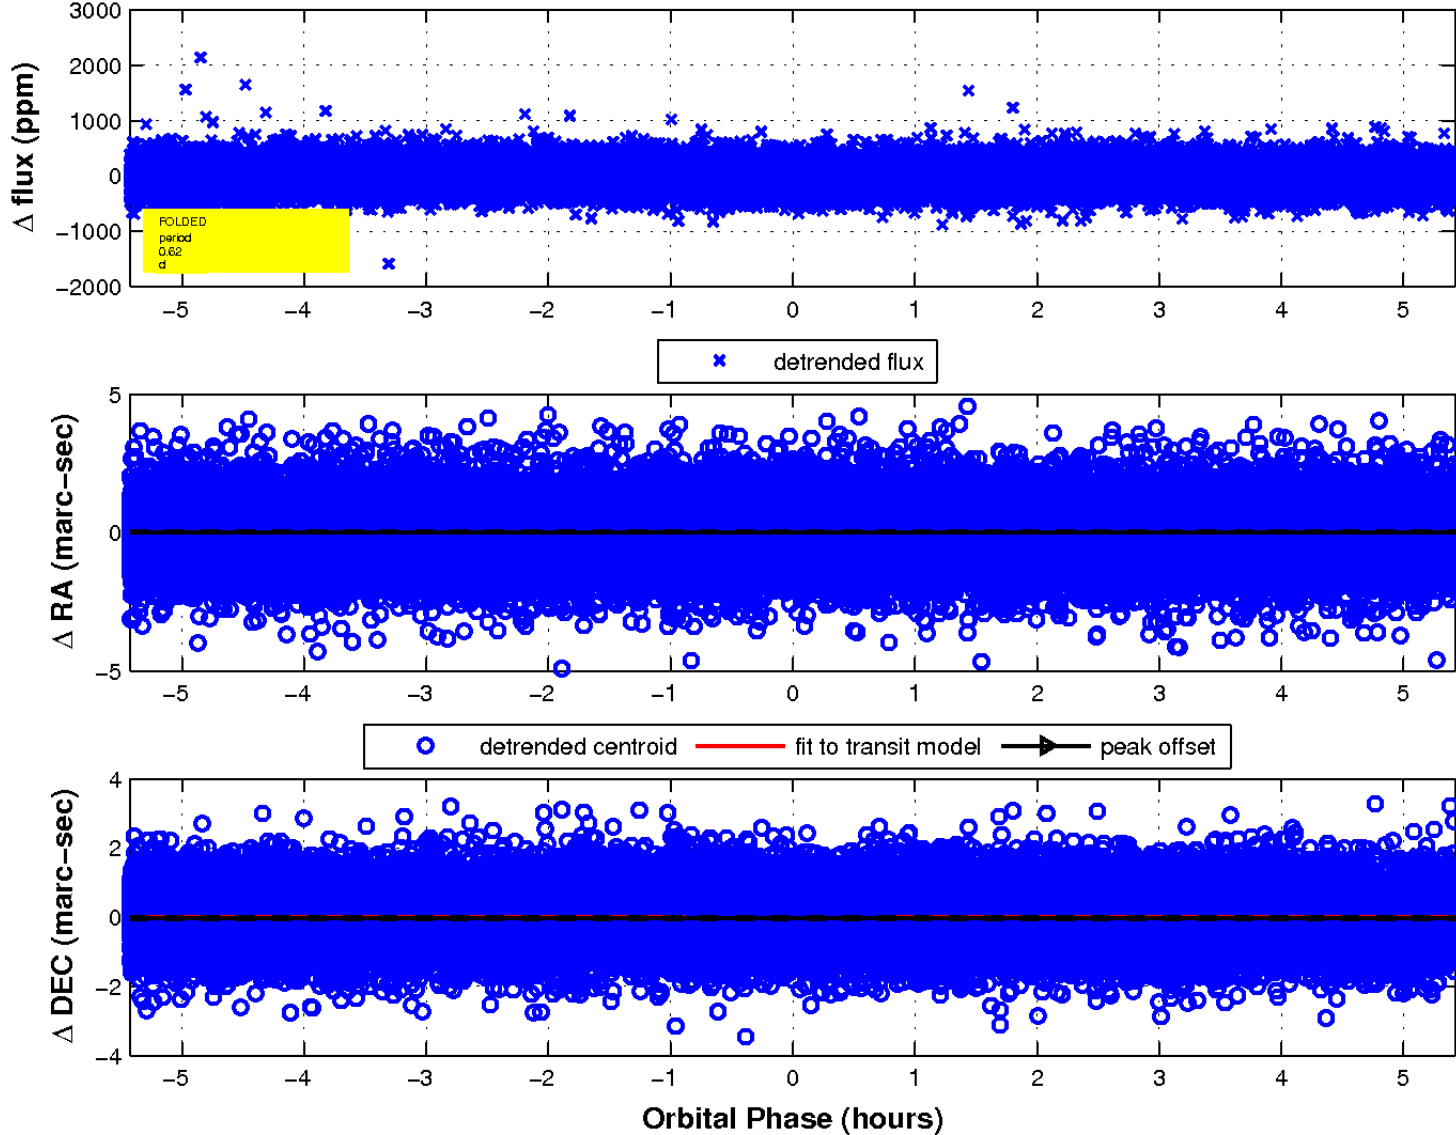 3000
2000
1000
0
−1000
−2000
Δ flux (ppm)
FOLDED
period
0.62
d
−5 −4 −3 −2 −1 0 1 2 3 4 5
detrended flux
5
0
−5
Δ RA (marc−sec)
−5 −4 −3 −2 −1 0 1 2 3 4 5
detrended centroid fit to transit model peak offset
4
2
0
−2
−4
Δ DEC (marc−sec)
−5 −4 −3 −2 −1 0 1 2 3 4 5
Orbital Phase (hours)